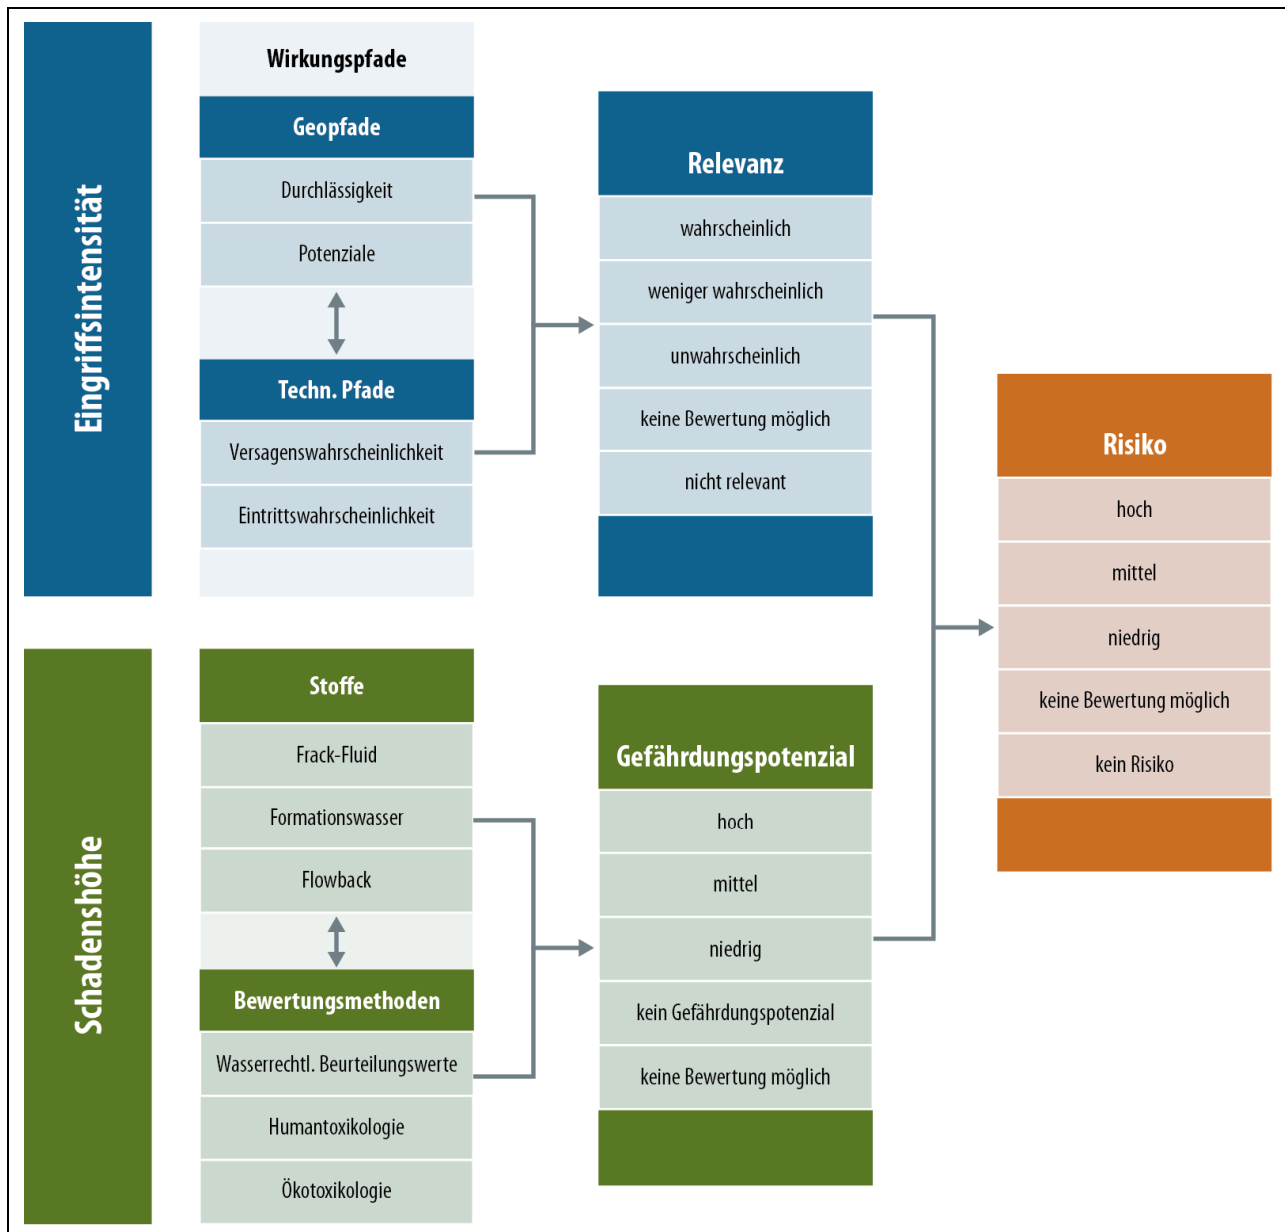 Eingriffsintensität
Wirkungspfade
Geopfade
Durchlässigkeit
Potenziale
Techn. Pfade
Versagenswahrscheinlichkeit
Eintrittswahrscheinlichkeit
Relevanz
wahrscheinlich
weniger wahrscheinlich
unwahrscheinlich
keine Bewertung möglich
nicht relevant
Schadenshöhe
Stoffe
Frack-Fluid
Formationswasser
Flowback
Bewertungsmethoden
Wasserrechtl. Beurteilungswerte
Humantoxikologie
Ökotoxikologie
Gefährdungspotenzial
hoch
mittel
niedrig
kein Gefährdungspotenzial
keine Bewertung möglich
Risiko
hoch
mittel
niedrig
keine Bewertung möglich
kein Risiko